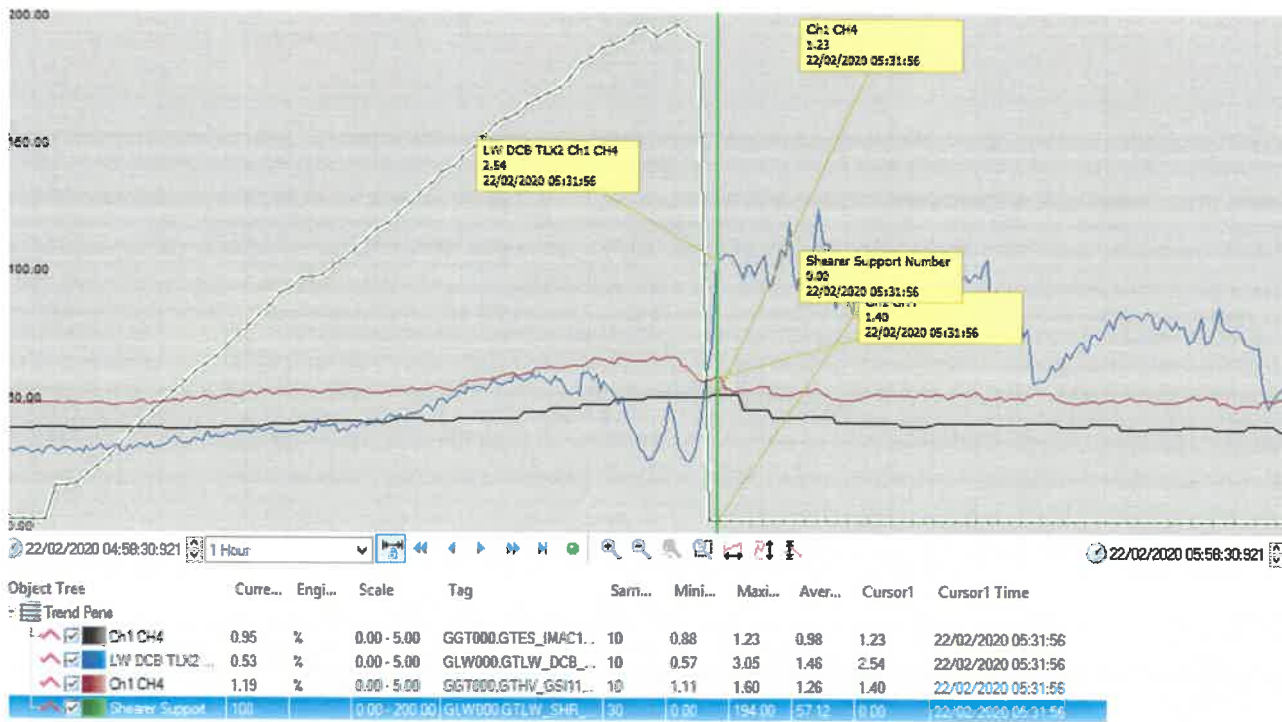 200.00
Ch1 CH4
1.23
22/02/2020 05:31:56
150.00
LW DCB TLX2 Ch1 CH4
2.54
22/02/2020 05:31:56
100.00
Shearer Support Number
0.00
22/02/2020 05:31:56
1.40
22/02/2020 05:31:56
50.00
0.00
22/02/2020 04:58:30:921 1 Hour 22/02/2020 05:58:30:921
Object Tree Curre... Engi... Scale Tag Sam... Mini... Maxi... Aver... Cursor1 Cursor1 Time
Trend Pene
Ch1 CH4 0.95 % 0.00 - 5.00 GGT000.GTES_IMAC1... 10 0.88 1.23 0.98 1.23 22/02/2020 05:31:56
LW DCB TLX2 ... 0.53 % 0.00 - 5.00 GLW000.GTLW_DCB_... 10 0.57 3.05 1.46 2.54 22/02/2020 05:31:56
Ch1 CH4 1.19 % 0.00 - 5.00 GGT000.GTHV_GSI11... 10 1.11 1.60 1.26 1.40 22/02/2020 05:31:56
Shearer Support 108 0.00 - 200.00 GLW000.GTLW_SHR_ 30 0.00 194.00 57.12 0.00 22/02/2020 05:31:56